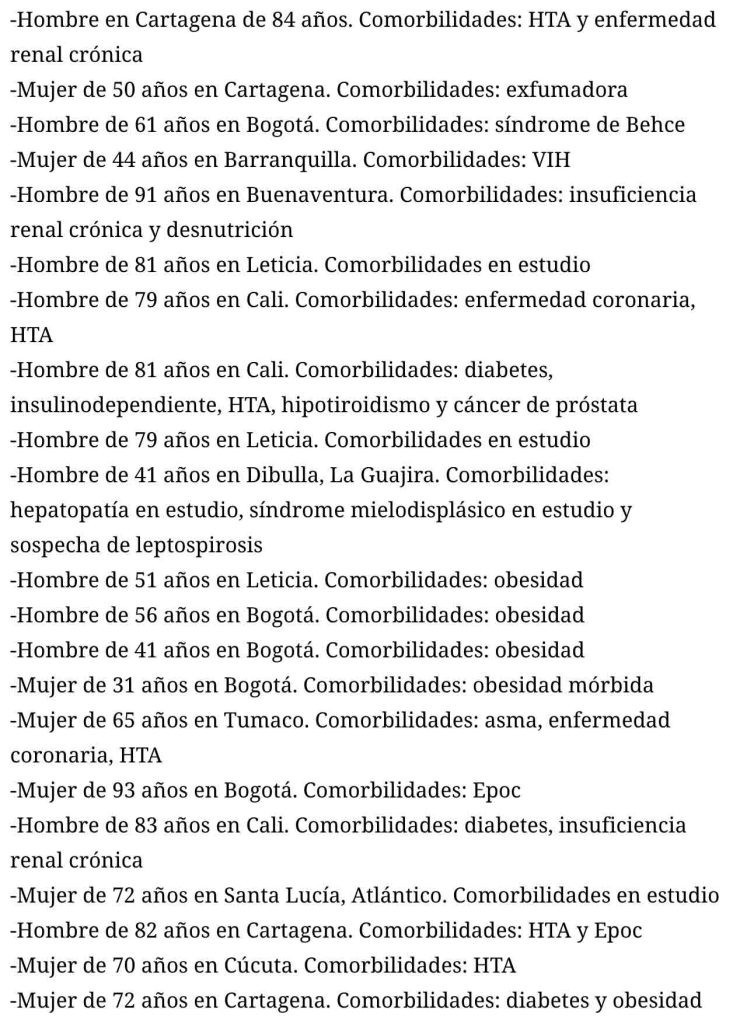 -Hombre en Cartagena de 84 años. Comorbilidades: HTA y enfermedad
renal crónica
-Mujer de 50 años en Cartagena. Comorbilidades: exfumadora
-Hombre de 61 años en Bogotá. Comorbilidades: síndrome de Behce
-Mujer de 44 años en Barranquilla. Comorbilidades: VIH
-Hombre de 91 años en Buenaventura. Comorbilidades: insuficiencia
renal crónica y desnutrición
-Hombre de 81 años en Leticia. Comorbilidades en estudio
-Hombre de 79 años en Cali. Comorbilidades: enfermedad coronaria,
HTA
-Hombre de 81 años en Cali. Comorbilidades: diabetes,
insulinodependiente, HTA, hipotiroidismo y cáncer de próstata
-Hombre de 79 años en Leticia. Comorbilidades en estudio
-Hombre de 41 años en Dibulla, La Guajira. Comorbilidades:
hepatopatía en estudio, síndrome mielodisplásico en estudio y
sospecha de leptospirosis
-Hombre de 51 años en Leticia. Comorbilidades: obesidad
-Hombre de 56 años en Bogotá. Comorbilidades: obesidad
-Hombre de 41 años en Bogotá. Comorbilidades: obesidad
-Mujer de 31 años en Bogotá. Comorbilidades: obesidad mórbida
-Mujer de 65 años en Tumaco. Comorbilidades: asma, enfermedad
coronaria, HTA
-Mujer de 93 años en Bogotá. Comorbilidades: Epoc
-Hombre de 83 años en Cali. Comorbilidades: diabetes, insuficiencia
renal crónica
-Mujer de 72 años en Santa Lucía, Atlántico. Comorbilidades en estudio
-Hombre de 82 años en Cartagena. Comorbilidades: HTA y Epoc
-Mujer de 70 años en Cúcuta. Comorbilidades: HTA
-Mujer de 72 años en Cartagena. Comorbilidades: diabetes y obesidad